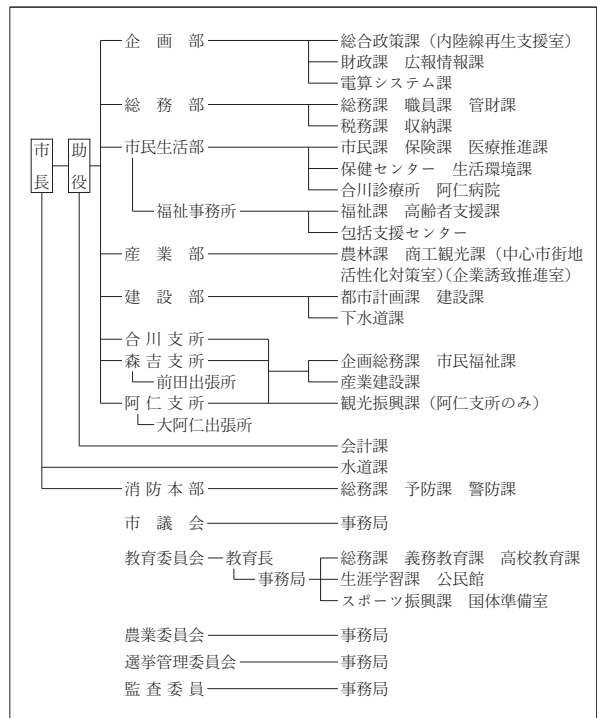 企画部 総合政策課（内陸線再生支援室）
財政課 広報情報課
電算システム課
総務部 総務課 職員課 管財課
税務課 収納課
市長 助役 市民生活部 市民課 保険課 医療推進課
保健センター 生活環境課
合川診療所 阿仁病院
福祉事務所 福祉課 高齢者支援課
包括支援センター
産業部 農林課 商工観光課（中心市街地
活性化対策室）（企業誘致推進室）
建設部 都市計画課 建設課
下水道課
合川支所
森吉支所 企画総務課 市民福祉課
前田出張所 産業建設課
阿仁支所 観光振興課（阿仁支所のみ）
大阿仁出張所
会計課
水道課
消防本部 総務課 予防課 警防課
市議会 事務局
教育委員会 教育長 総務課 義務教育課 高校教育課
事務局 生涯学習課 公民館
スポーツ振興課 国体準備室
農業委員会 事務局
選挙管理委員会 事務局
監査委員 事務局